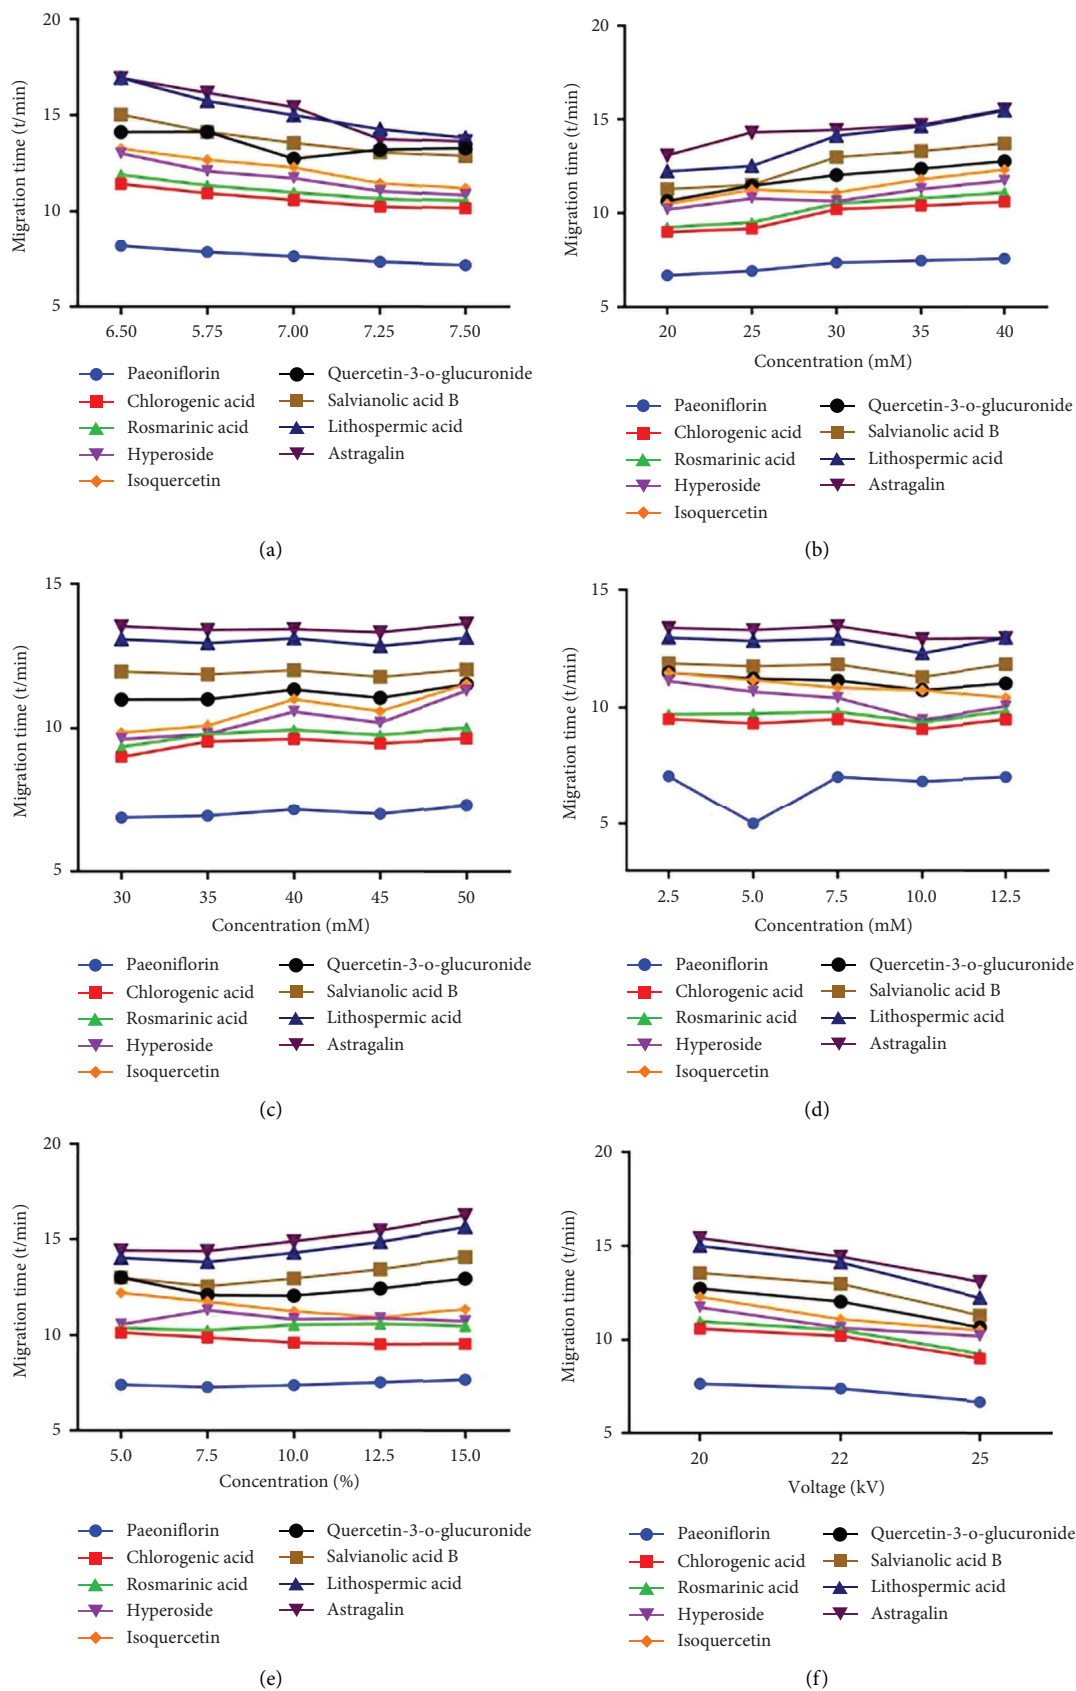 20
15
10
5
Migration time (t/min)
6.50 5.75 7.00 7.25 7.50
Paeoniflorin
Chlorogenic acid
Rosmarinic acid
Hyperoside
Isoquercetin
Quercetin-3-o-glucuronide
Salvianolic acid B
Lithospermic acid
Astragalin
(a)
20
15
10
5
Migration time (t/min)
20 25 30 35 40
Concentration (mM)
Paeoniflorin
Chlorogenic acid
Rosmarinic acid
Hyperoside
Isoquercetin
Quercetin-3-o-glucuronide
Salvianolic acid B
Lithospermic acid
Astragalin
(b)
15
10
5
Migration time (t/min)
30 35 40 45 50
Concentration (mM)
Paeoniflorin
Chlorogenic acid
Rosmarinic acid
Hyperoside
Isoquercetin
Quercetin-3-o-glucuronide
Salvianolic acid B
Lithospermic acid
Astragalin
(c)
15
10
5
Migration time (t/min)
2.5 5.0 7.5 10.0 12.5
Concentration (mM)
Paeoniflorin
Chlorogenic acid
Rosmarinic acid
Hyperoside
Isoquercetin
Quercetin-3-o-glucuronide
Salvianolic acid B
Lithospermic acid
Astragalin
(d)
20
15
10
5
Migration time (t/min)
5.0 7.5 10.0 12.5 15.0
Concentration (%)
Paeoniflorin
Chlorogenic acid
Rosmarinic acid
Hyperoside
Isoquercetin
Quercetin-3-o-glucuronide
Salvianolic acid B
Lithospermic acid
Astragalin
(e)
20
15
10
5
Migration time (t/min)
20 22 25
Voltage (kV)
Paeoniflorin
Chlorogenic acid
Rosmarinic acid
Hyperoside
Isoquercetin
Quercetin-3-o-glucuronide
Salvianolic acid B
Lithospermic acid
Astragalin
(f)